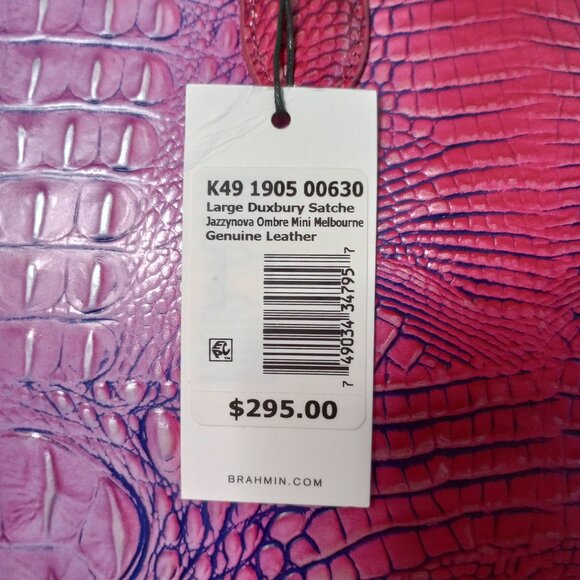 K49 1905 00630
Large Duxbury Satche
Jazzynova Ombre Mini Melbourne
Genuine Leather
7 49034 34795 7
$295.00
BRAHMIN.COM